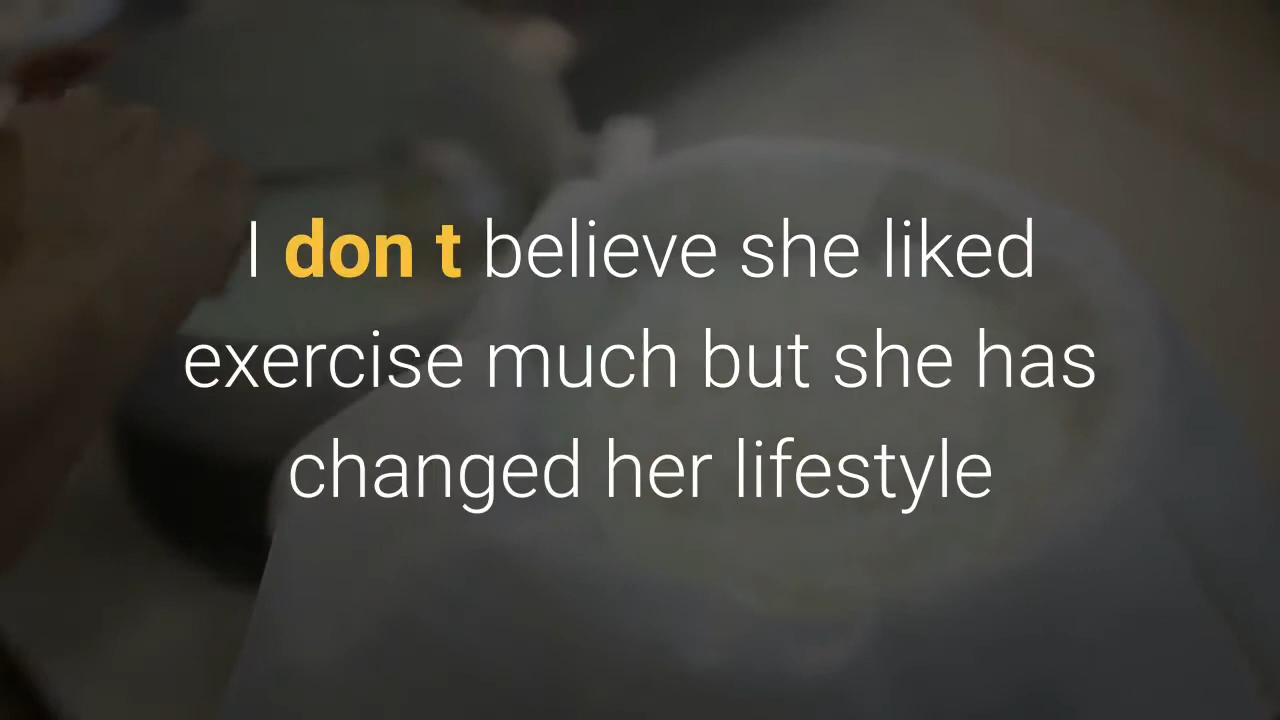 I don t believe she liked
exercise much but she has
changed her lifestyle